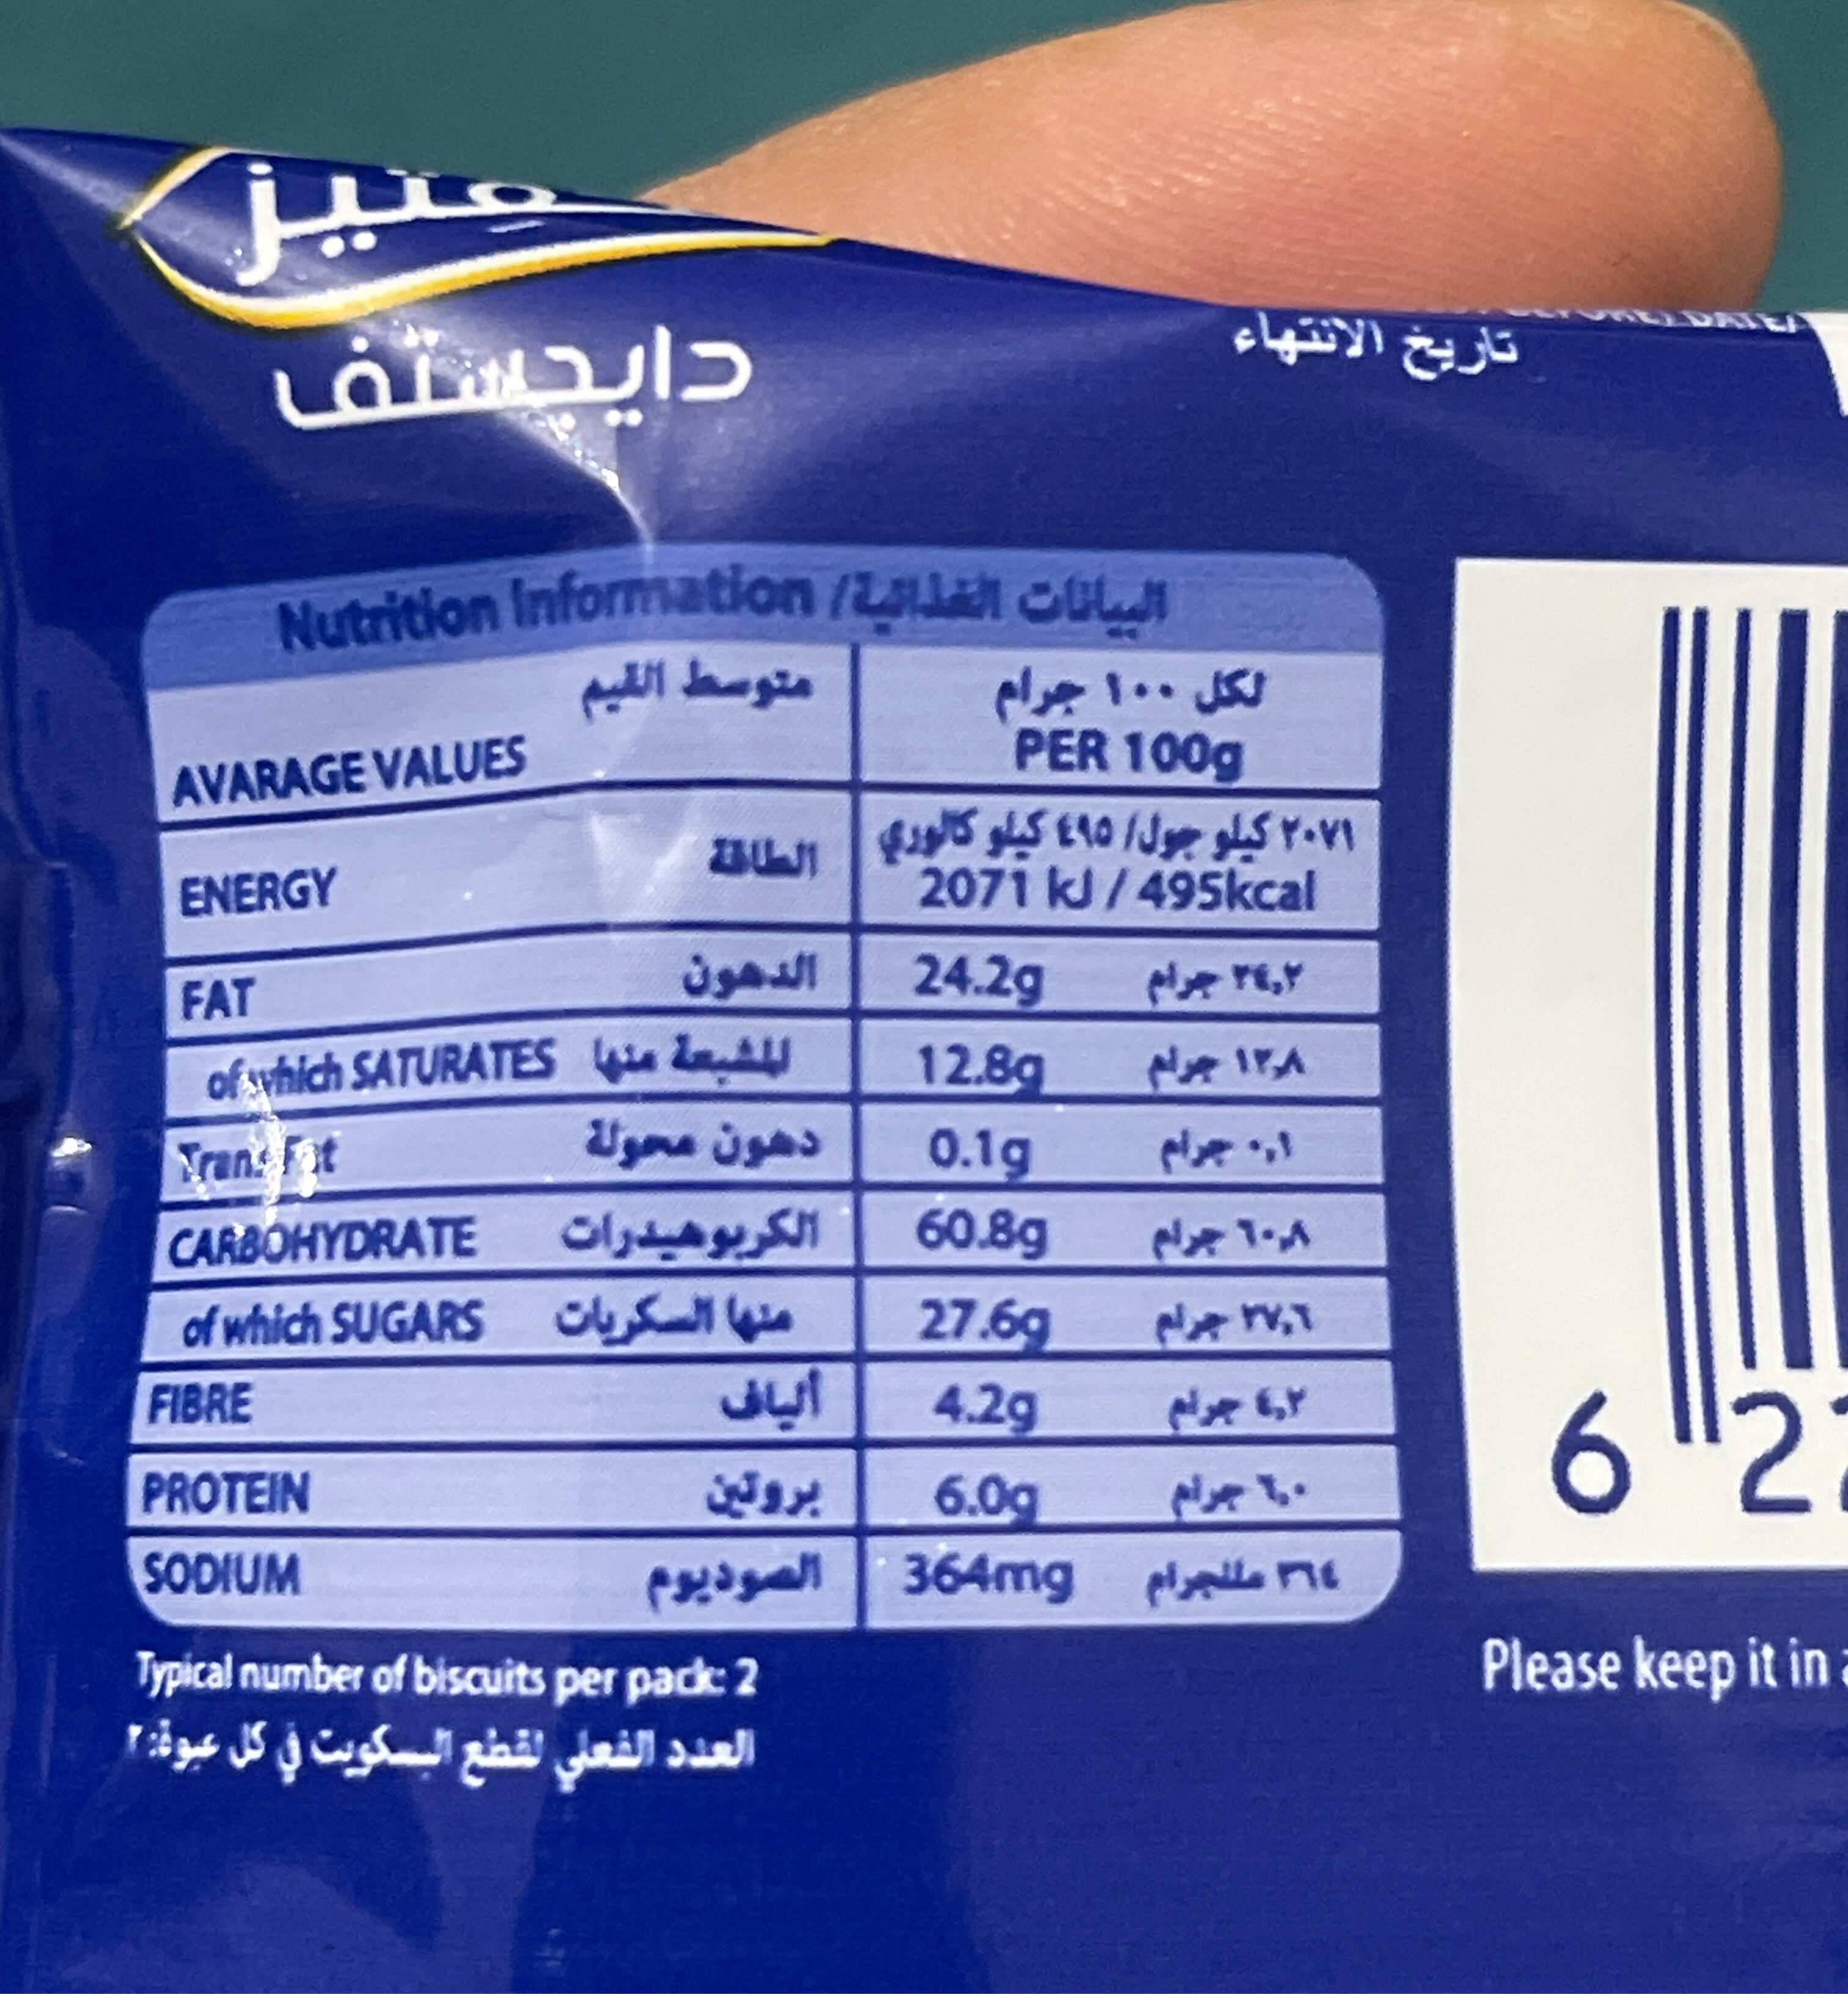 دايجستف
تاريخ الانتهاء
Nutrition Information / البيانات الغذائية
متوسط القيم
لكل ١٠٠ جرام
AVARAGE VALUES
PER 100g
٢٠٧١ كيلو جول/ ٤٩٥ كيلو كالوري
ENERGY الطاقة 2071 kJ / 495kcal
FAT الدهون 24.2g ٢٤,٢ جرام
of which SATURATES المشبعة منها 12.8g ١٢,٨ جرام
Trans Fat دهون محولة 0.1g ٠,١ جرام
CARBOHYDRATE الكربوهيدرات 60.8g ٦٠,٨ جرام
of which SUGARS منها السكريات 27.6g ٢٧,٦ جرام
FIBRE ألياف 4.2g ٤,٢ جرام
PROTEIN بروتين 6.0g ٦,٠ جرام
SODIUM الصوديوم 364mg ٣٦٤ ملليجرام
Typical number of biscuits per pack: 2
العدد الفعلي لقطع البسكويت في كل عبوة: ٢
6 2
Please keep it in